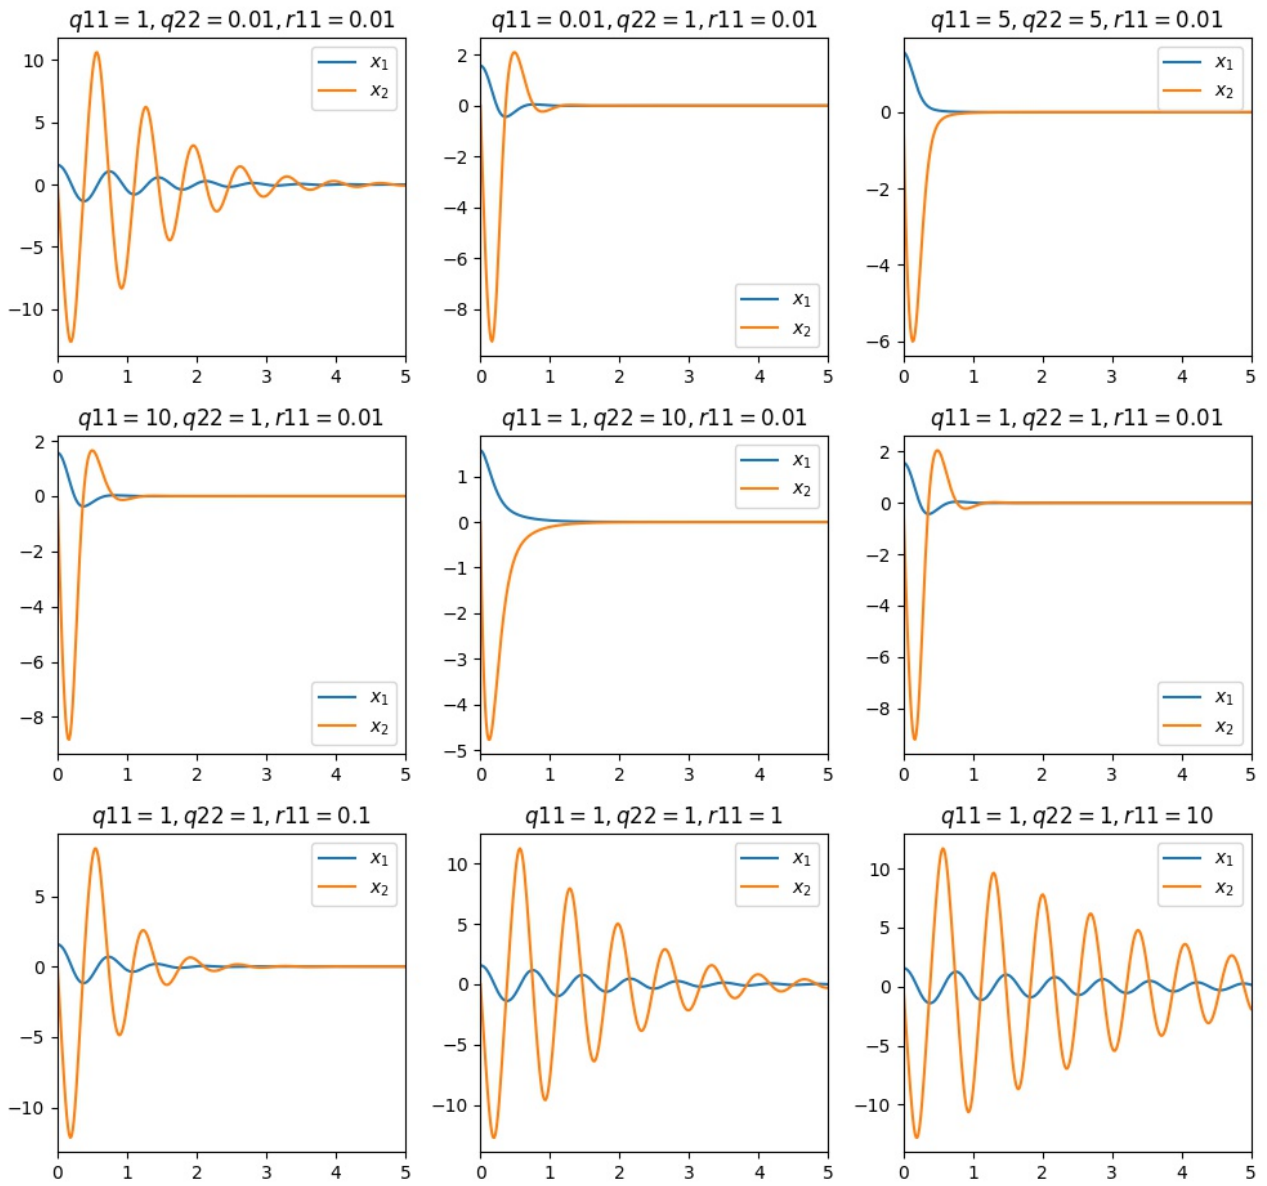 q11 = 1, q22 = 0.01, r11 = 0.01
10
5
0
−5
−10
0 1 2 3 4 5
x₁
x₂
q11 = 0.01, q22 = 1, r11 = 0.01
2
0
−2
−4
−6
−8
0 1 2 3 4 5
x₁
x₂
q11 = 5, q22 = 5, r11 = 0.01
0
−2
−4
−6
0 1 2 3 4 5
x₁
x₂
q11 = 10, q22 = 1, r11 = 0.01
2
0
−2
−4
−6
−8
0 1 2 3 4 5
x₁
x₂
q11 = 1, q22 = 10, r11 = 0.01
1
0
−1
−2
−3
−4
−5
0 1 2 3 4 5
x₁
x₂
q11 = 1, q22 = 1, r11 = 0.01
2
0
−2
−4
−6
−8
0 1 2 3 4 5
x₁
x₂
q11 = 1, q22 = 1, r11 = 0.1
5
0
−5
−10
0 1 2 3 4 5
x₁
x₂
q11 = 1, q22 = 1, r11 = 1
10
5
0
−5
−10
0 1 2 3 4 5
x₁
x₂
q11 = 1, q22 = 1, r11 = 10
10
5
0
−5
−10
0 1 2 3 4 5
x₁
x₂